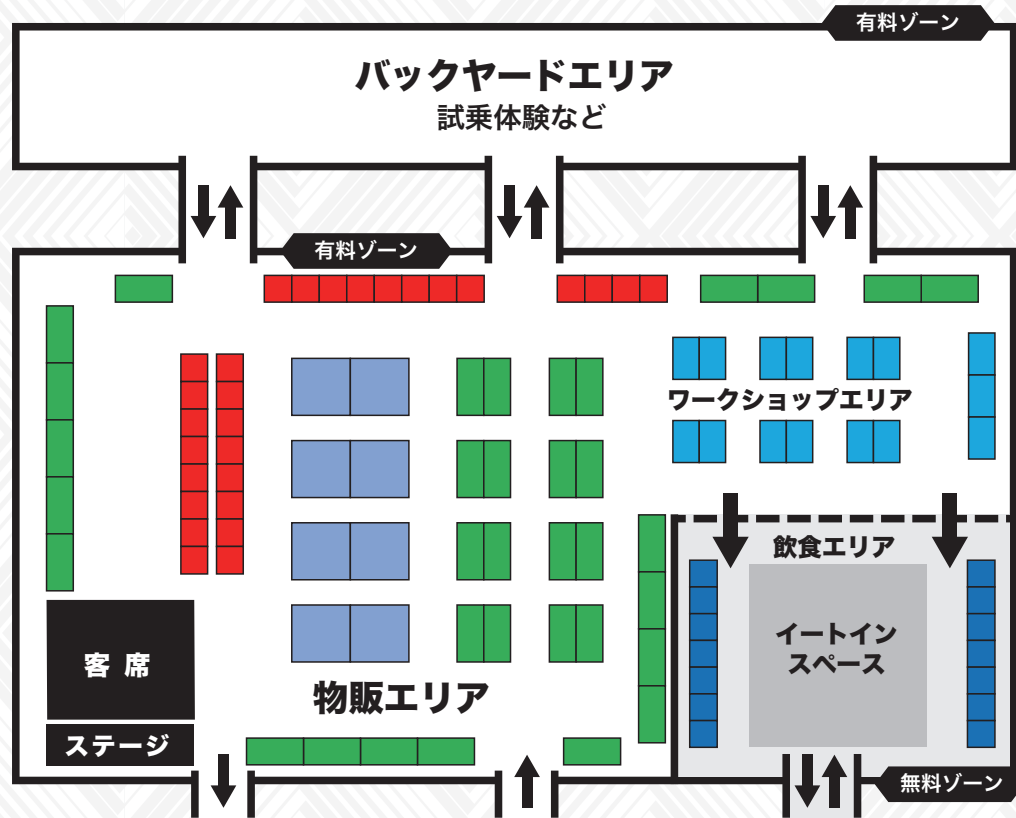 有料ゾーン
バックヤードエリア
試乗体験など
有料ゾーン
ワークショップエリア
飲食エリア
イートイン
スペース
客席
物販エリア
ステージ
無料ゾーン